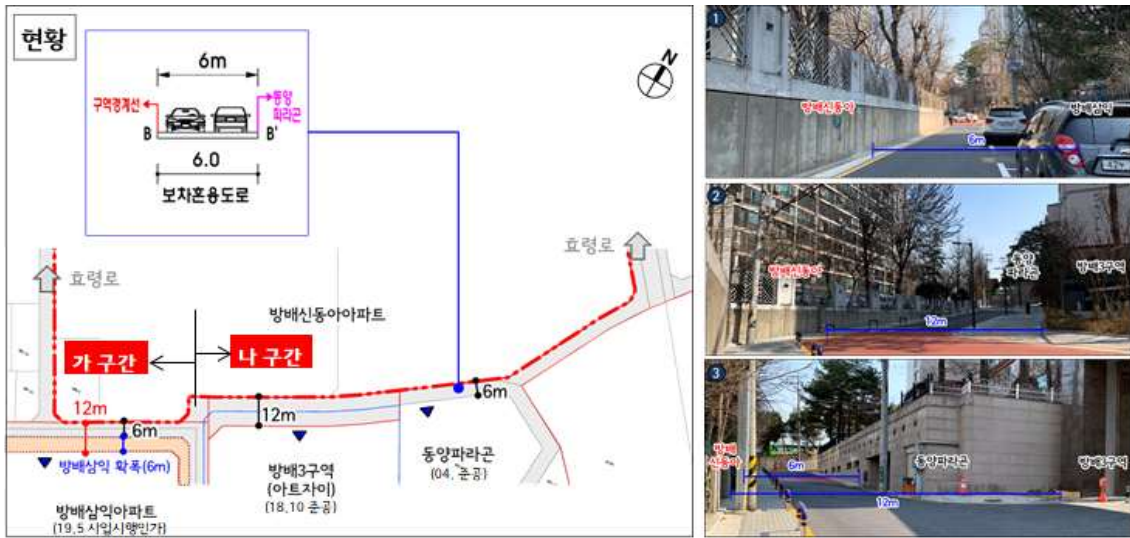 현황
6m
구역경계선
동양
파라곤
B
B'
6.0
보차혼용도로
N
효령로
효령로
방배신동아아파트
가 구간
나 구간
12m
6m
12m
6m
방배삼익 확폭(6m)
동양파라곤
(04, 준공)
방배3구역
(아트자이)
(18.10 준공)
방배삼익아파트
(19.5 사업시행인가)
1
방배신동아
방배삼익
6m
2
방배신동아
동양
파라곤
방배3구역
12m
3
방배
신동아
6m
동양파라곤
방배3구역
12m